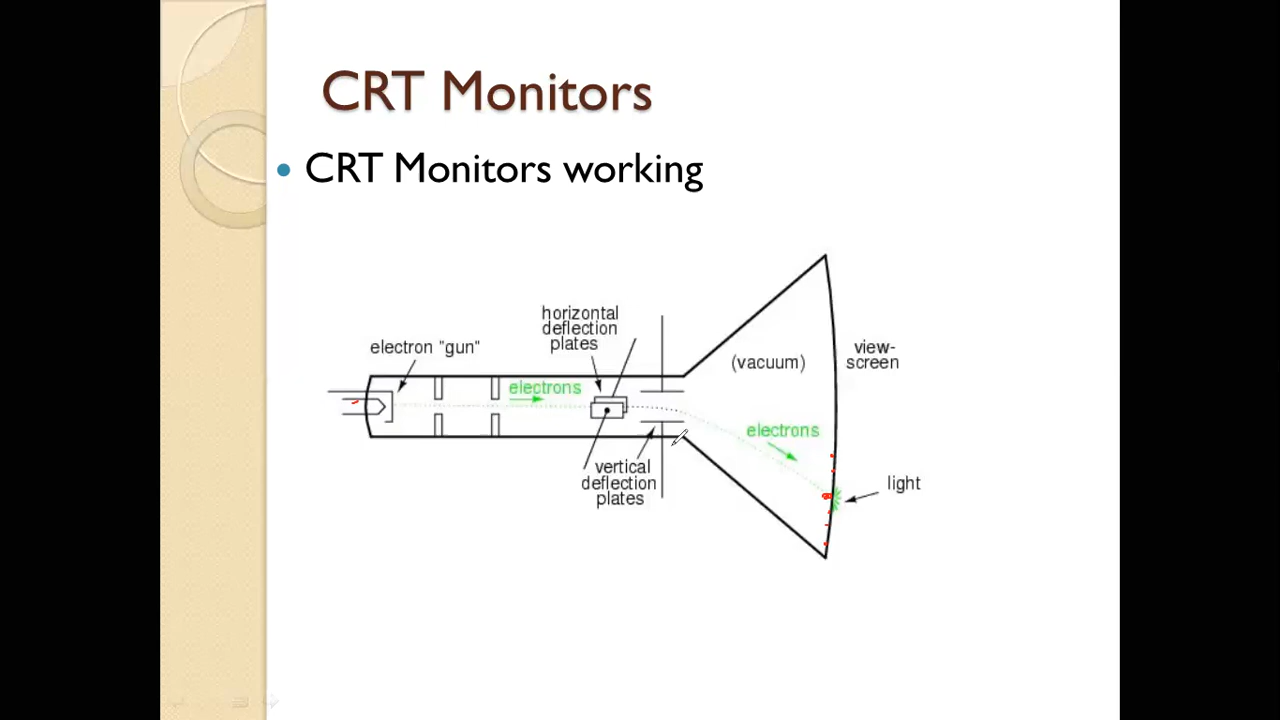 CRT Monitors
CRT Monitors working
horizontal
deflection
plates
electron "gun"
electrons
(vacuum)
view-
screen
electrons
vertical
deflection
plates
light